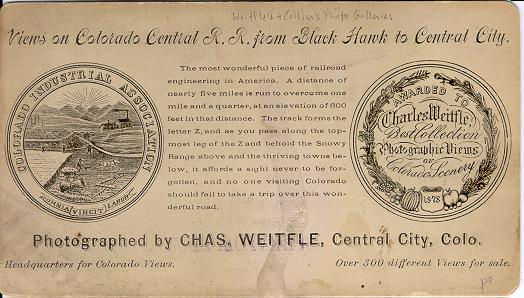 Weitfle's & Collier's Photo Galleries
Views on Colorado Central R. R. from Black Hawk to Central City.
COLORADO INDUSTRIAL ASSOCIATION
OMNIA VINCIT LABOR
The most wonderful piece of railroad
engineering in America. A distance of
nearly five miles is run to overcome one
mile and a quarter, at an elevation of 600
feet in that distance. The track forms the
letter Z, and as you pass along the top-
most leg of the Z and behold the Snowy
Range above and the thriving towns be-
low, it affords a sight never to be for-
gotten, and no one visiting Colorado
should fail to take a trip over this won-
derful road.
AWARDED TO
Charles Weitfle,
Best Collection
Photographic Views
OF
Colorado Scenery
1878
Photographed by CHAS. WEITFLE, Central City, Colo.
Headquarters for Colorado Views.
Over 300 different Views for sale.